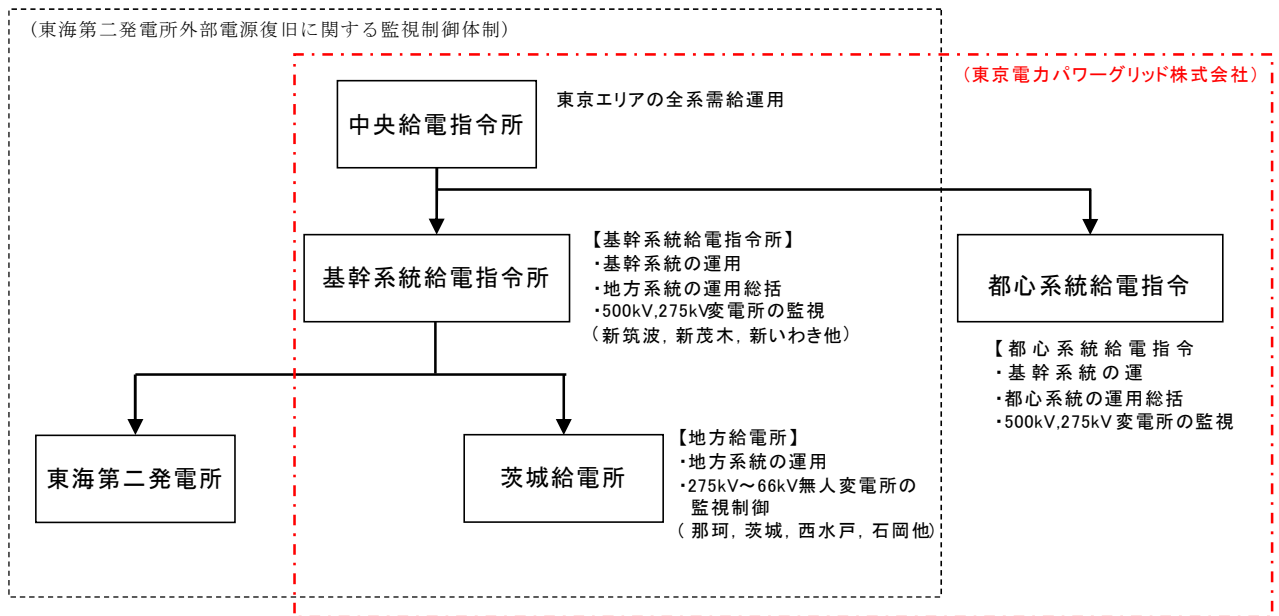 (東海第二発電所外部電源復旧に関する監視制御体制)
(東京電力パワーグリッド株式会社)
中央給電指令所
東京エリアの全系需給運用
基幹系統給電指令所
【基幹系統給電指令所】
・基幹系統の運用
・地方系統の運用総括
・500kV,275kV変電所の監視
(新筑波, 新茂木, 新いわき他)
都心系統給電指令
【都心系統給電指令
・基幹系統の運
・都心系統の運用総括
・500kV,275kV変電所の監視
東海第二発電所
茨城給電所
【地方給電所】
・地方系統の運用
・275kV~66kV無人変電所の
監視制御
(那珂, 茨城, 西水戸, 石岡他)